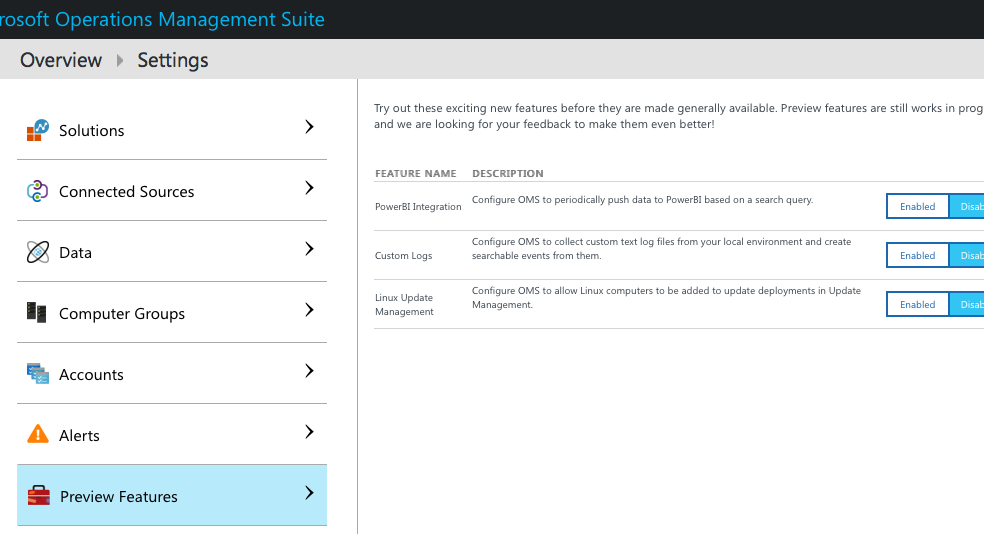 rosoft Operations Management Suite
Overview Settings
Solutions
Connected Sources
Data
Computer Groups
Accounts
Alerts
Preview Features
Try out these exciting new features before they are made generally available. Preview features are still works in prog
and we are looking for your feedback to make them even better!
FEATURE NAME DESCRIPTION
PowerBI Integration Configure OMS to periodically push data to PowerBI based on a search query. Enabled Disab
Custom Logs Configure OMS to collect custom text log files from your local environment and create
searchable events from them. Enabled Disab
Linux Update
Management Configure OMS to allow Linux computers to be added to update deployments in Update
Management. Enabled Disab